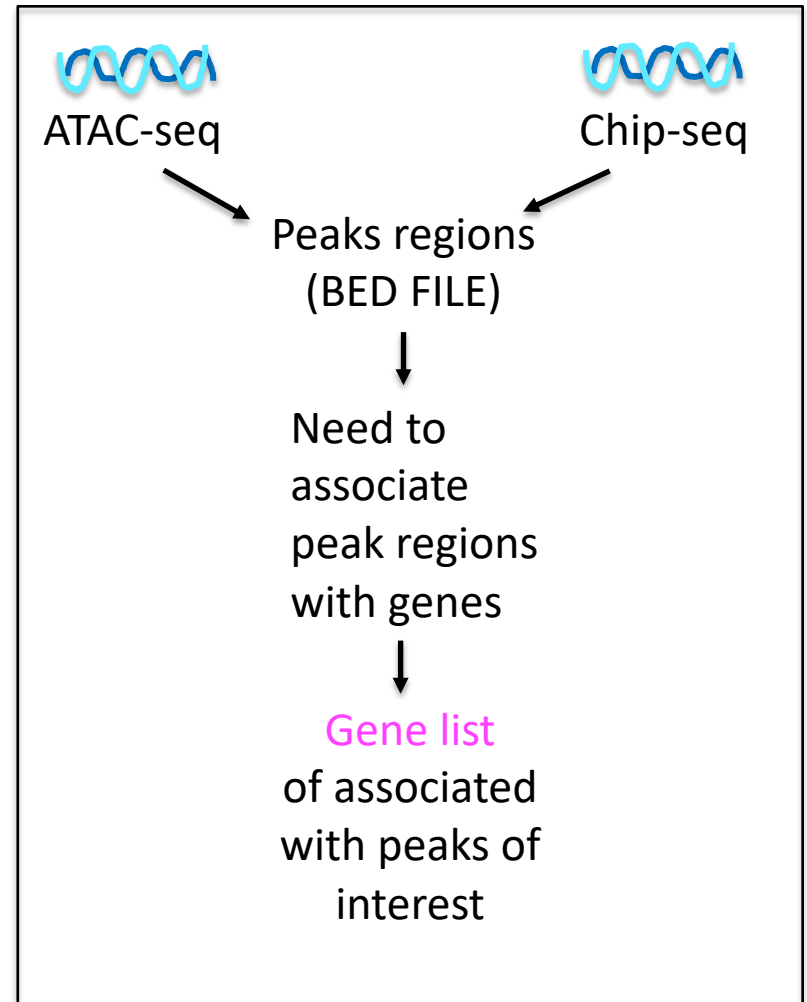 ATAC-seq
Chip-seq
Peaks regions
(BED FILE)
Need to
associate
peak regions
with genes
Gene list
of associated
with peaks of
interest